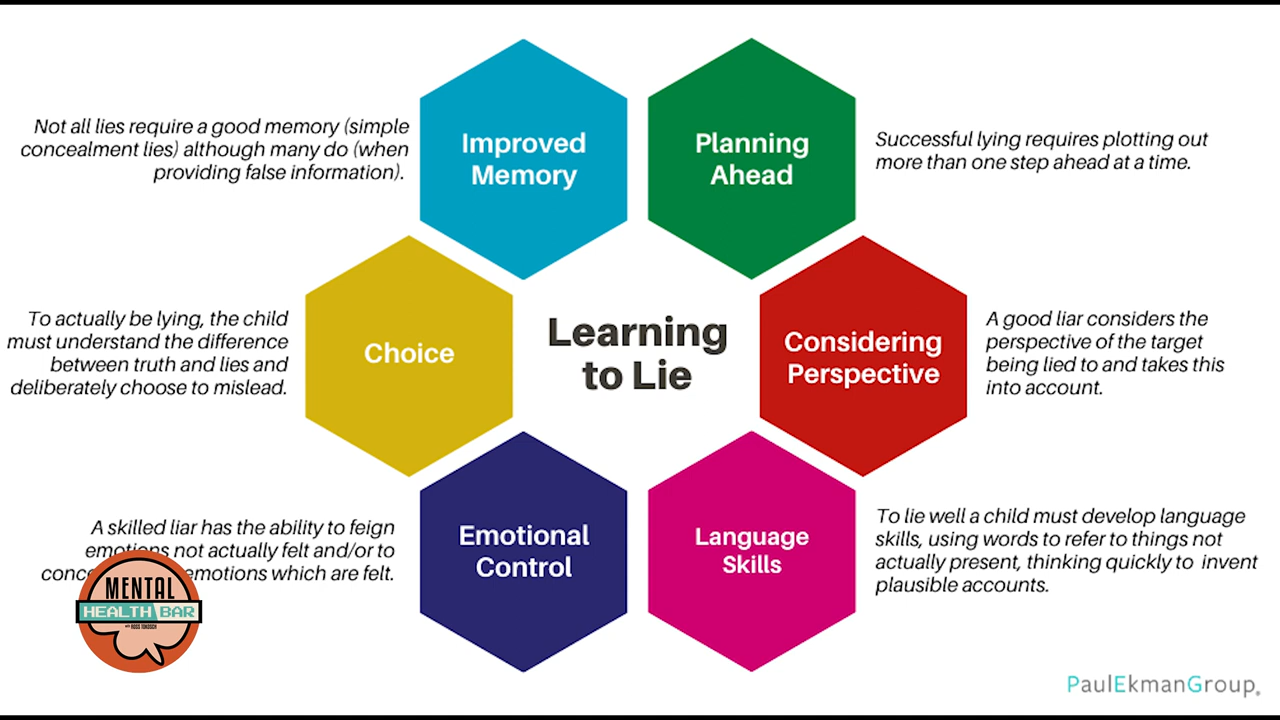 Not all lies require a good memory (simple
concealment lies) although many do (when
providing false information).
Improved
Memory
Planning
Ahead
Successful lying requires plotting out
more than one step ahead at a time.
To actually be lying, the child
must understand the difference
between truth and lies and
deliberately choose to mislead.
Choice
Learning
to Lie
Considering
Perspective
A good liar considers the
perspective of the target
being lied to and takes this
into account.
A skilled liar has the ability to feign
emotions not actually felt and/or to
emotions which are felt.
Emotional
Control
Language
Skills
To lie well a child must develop language
skills, using words to refer to things not
actually present, thinking quickly to invent
plausible accounts.
MENTAL
HEALTH BAR
PaulEkmanGroup